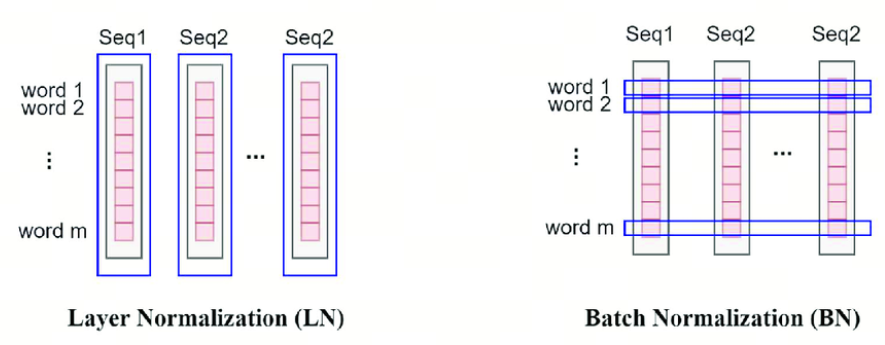 Seq1 Seq2 Seq2
word 1
word 2
⋮ ...
word m
Layer Normalization (LN)
Seq1 Seq2 Seq2
word 1
word 2
⋮ ...
word m
Batch Normalization (BN)